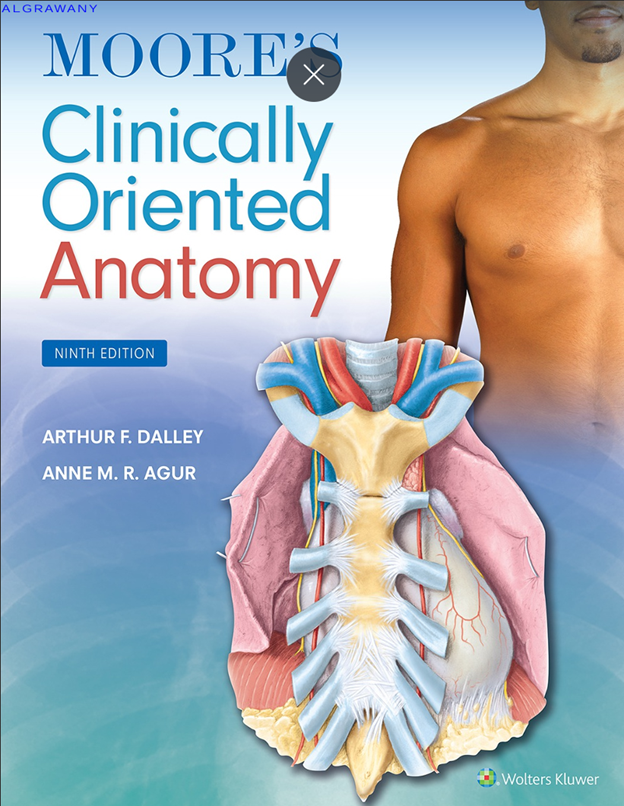 ALGRAWANY
MOORE'S
Clinically
Oriented
Anatomy
NINTH EDITION
ARTHUR F. DALLEY
ANNE M. R. AGUR
Wolters Kluwer